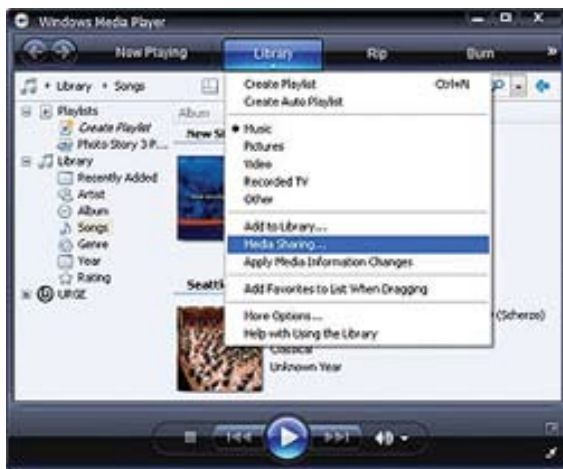 Windows Media Player
Now Playing Library Rip Burn »
Library Songs
Create Playlist Ctrl+N
Create Auto Playlist
Music
Pictures
Video
Recorded TV
Other
Add to Library...
Media Sharing...
Apply Media Information Changes
Add Favorites to List When Dragging
More Options...
Help with Using the Library
Playlists
Create Playlist
Photo Story 3 P...
Library
Recently Added
Artist
Album
Songs
Genre
Year
Rating
URGE
Album
New S
Seattl
(Scherzo)
Classical
Unknown Year